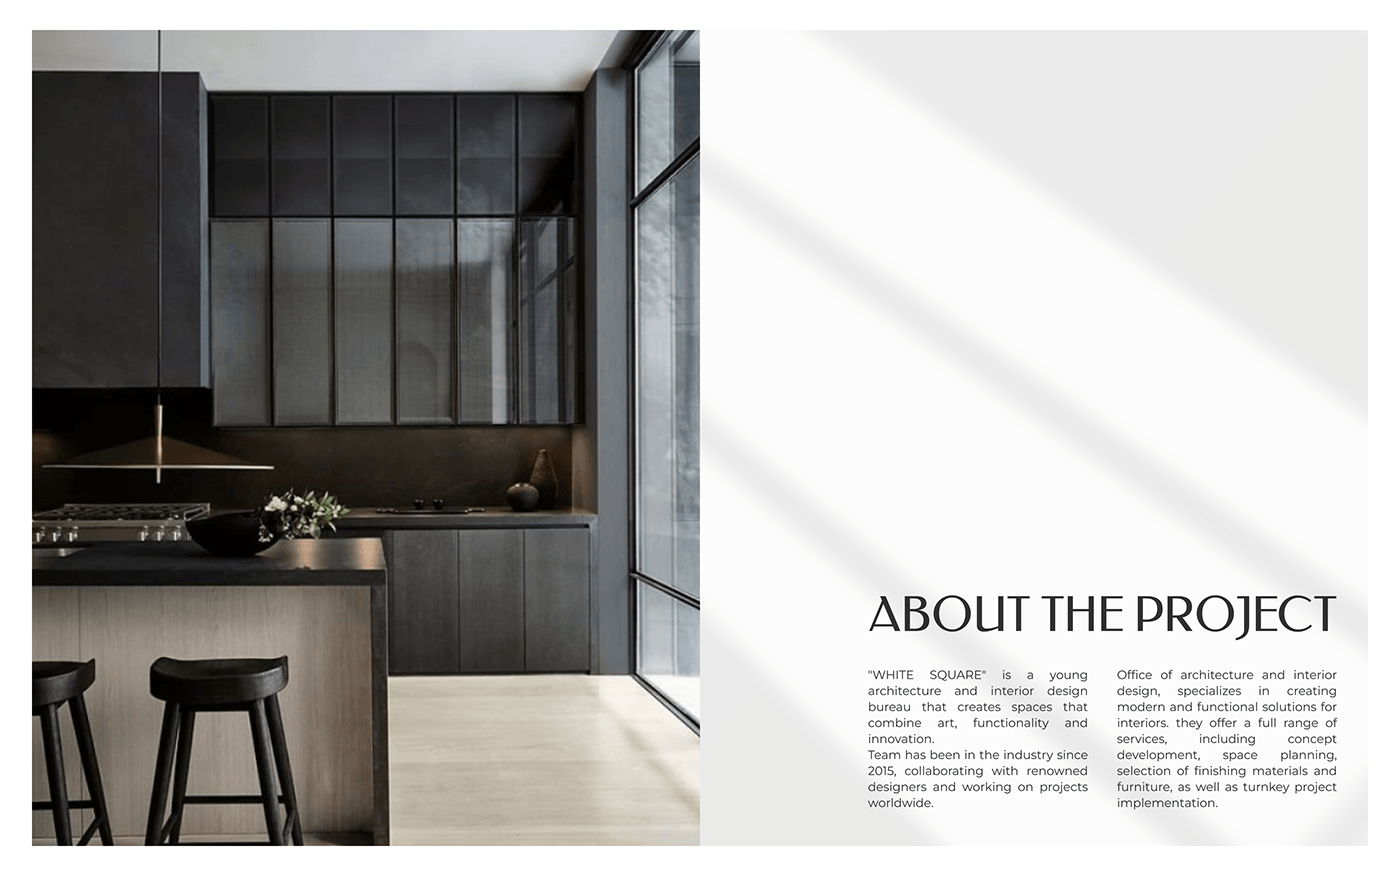 ABOUT THE PROJECT
"WHITE SQUARE" is a young
architecture and interior design
bureau that creates spaces that
combine art, functionality and
innovation.
Team has been in the industry since
2015, collaborating with renowned
designers and working on projects
worldwide.
Office of architecture and interior
design, specializes in creating
modern and functional solutions for
interiors. they offer a full range of
services, including concept
development, space planning,
selection of finishing materials and
furniture, as well as turnkey project
implementation.